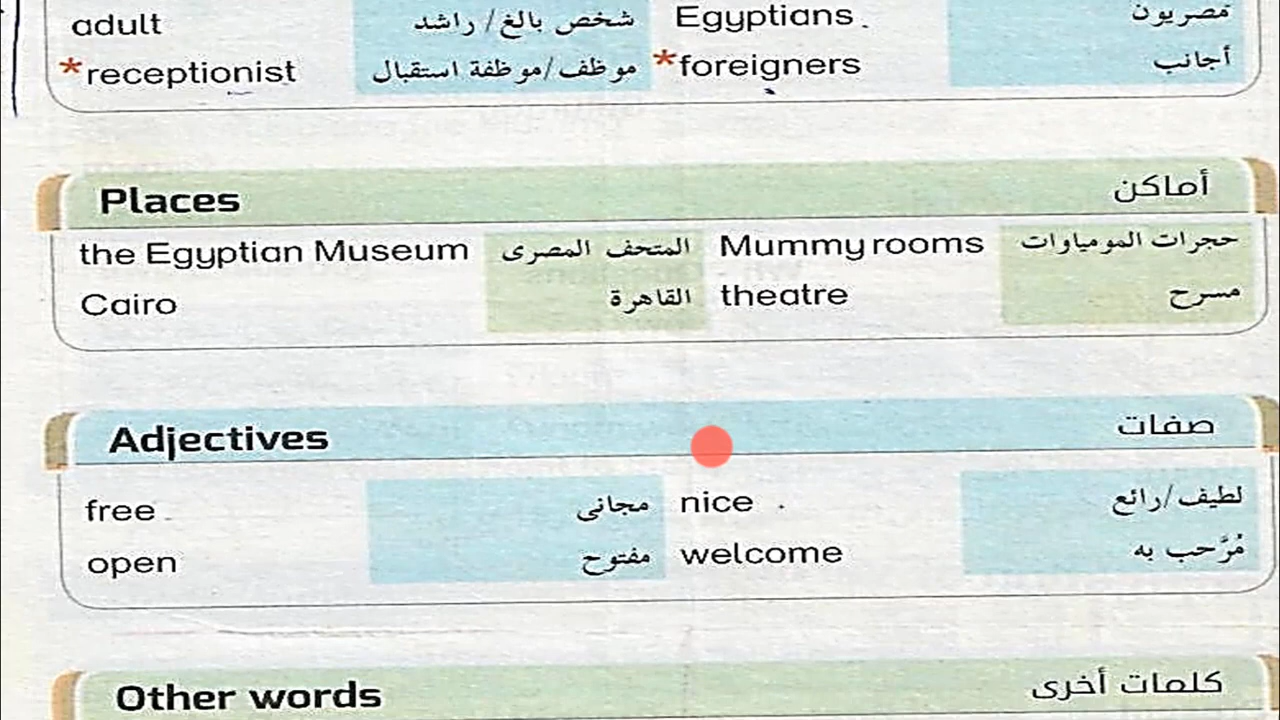 adult شخص بالغ/ راشد Egyptians مصريون
*receptionist موظف/موظفة استقبال *foreigners أجانب
Places أماكن
the Egyptian Museum المتحف المصرى Mummy rooms حجرات المومياوات
Cairo القاهرة theatre مسرح
Adjectives صفات
free مجانى nice لطيف/رائع
open مفتوح welcome مُرَّحب به
Other words كلمات أخرى